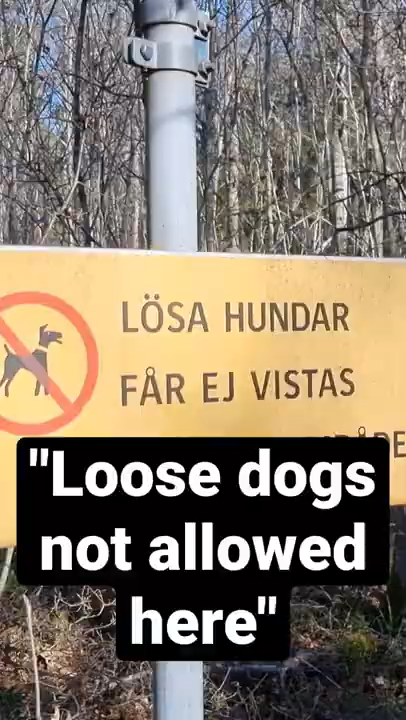 LÖSA HUNDAR
FÅR EJ VISTAS
"Loose dogs
not allowed
here"